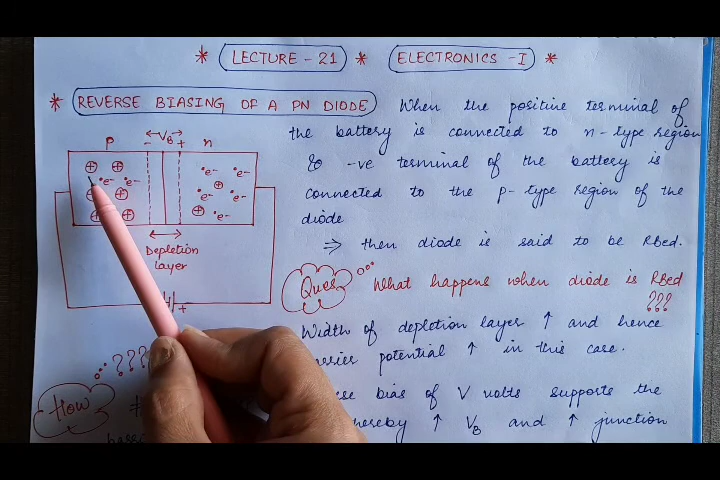 * LECTURE - 21 * ELECTRONICS - I *
* REVERSE BIASING OF A PN DIODE When the positive terminal of
the battery is connected to n-type region
& -ve terminal of the battery is
connected to the p-type region of the
diode
⇒ then diode is said to be RBed.
p - VB + n
⊕ ⊕ •e- •e- •e-
•e- •e- ⊕
⊕ ⊕ •e- •e-
⊕ ⊕ ⊕ •e-
Depletion
layer
+
Ques What happens when diode is RBed
???
Width of depletion layer ↑ and hence
potential ↑ in this case.
bias of V volts supports the
↑ VB and ↑ junction
How ???